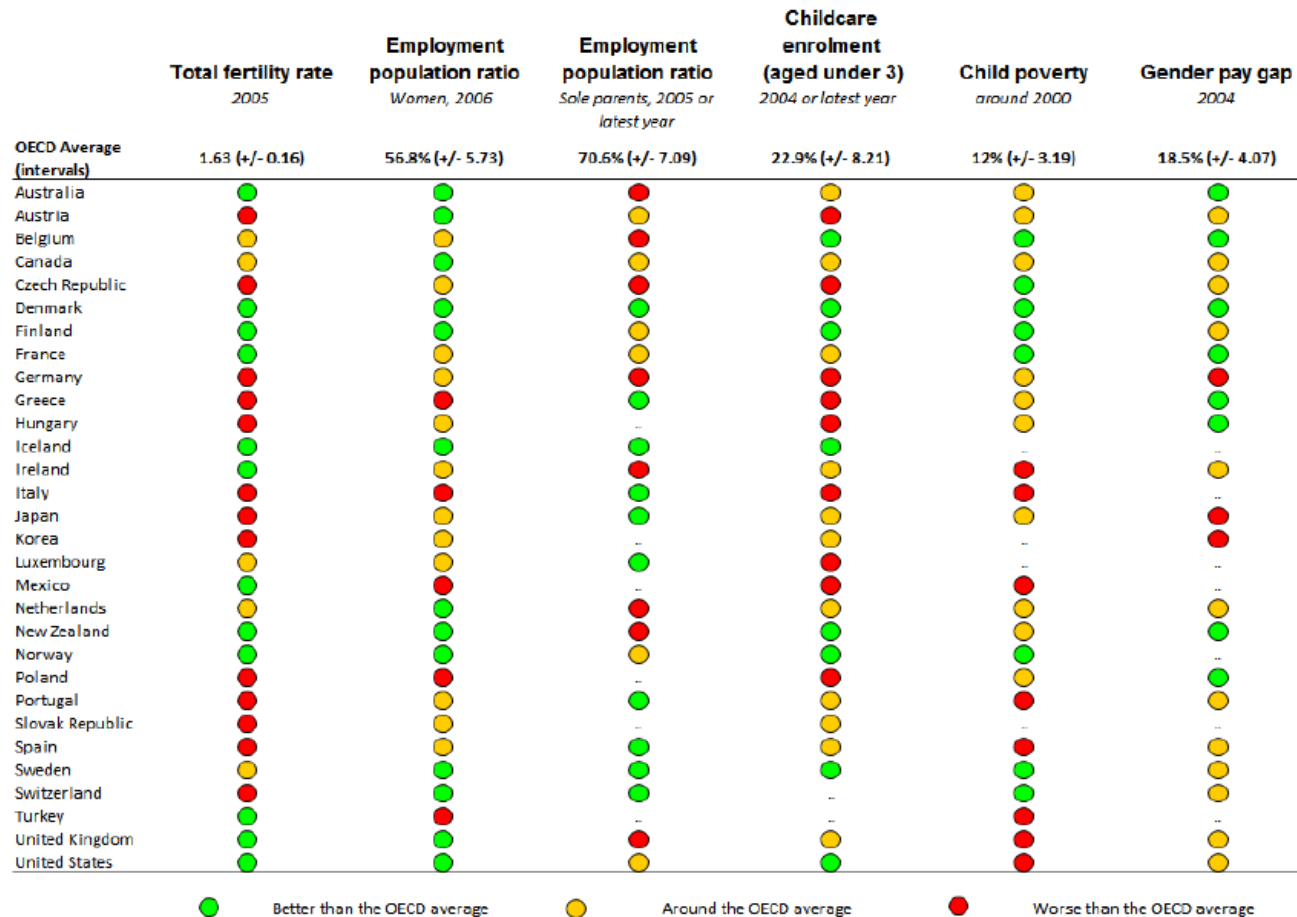 Total fertility rate
2005
Employment
population ratio
Women, 2006
Employment
population ratio
Sole parents, 2005 or
latest year
Childcare
enrolment
(aged under 3)
2004 or latest year
Child poverty
around 2000
Gender pay gap
2004
OECD Average
(intervals)
1.63 (+/- 0.16) 56.8% (+/- 5.73) 70.6% (+/- 7.09) 22.9% (+/- 8.21) 12% (+/- 3.19) 18.5% (+/- 4.07)
Australia
Austria
Belgium
Canada
Czech Republic
Denmark
Finland
France
Germany
Greece
Hungary ..
Iceland .. ..
Ireland
Italy ..
Japan
Korea .. ..
Luxembourg .. ..
Mexico .. ..
Netherlands
New Zealand
Norway ..
Poland ..
Portugal
Slovak Republic .. .. ..
Spain
Sweden
Switzerland ..
Turkey .. .. ..
United Kingdom
United States
Better than the OECD average Around the OECD average Worse than the OECD average